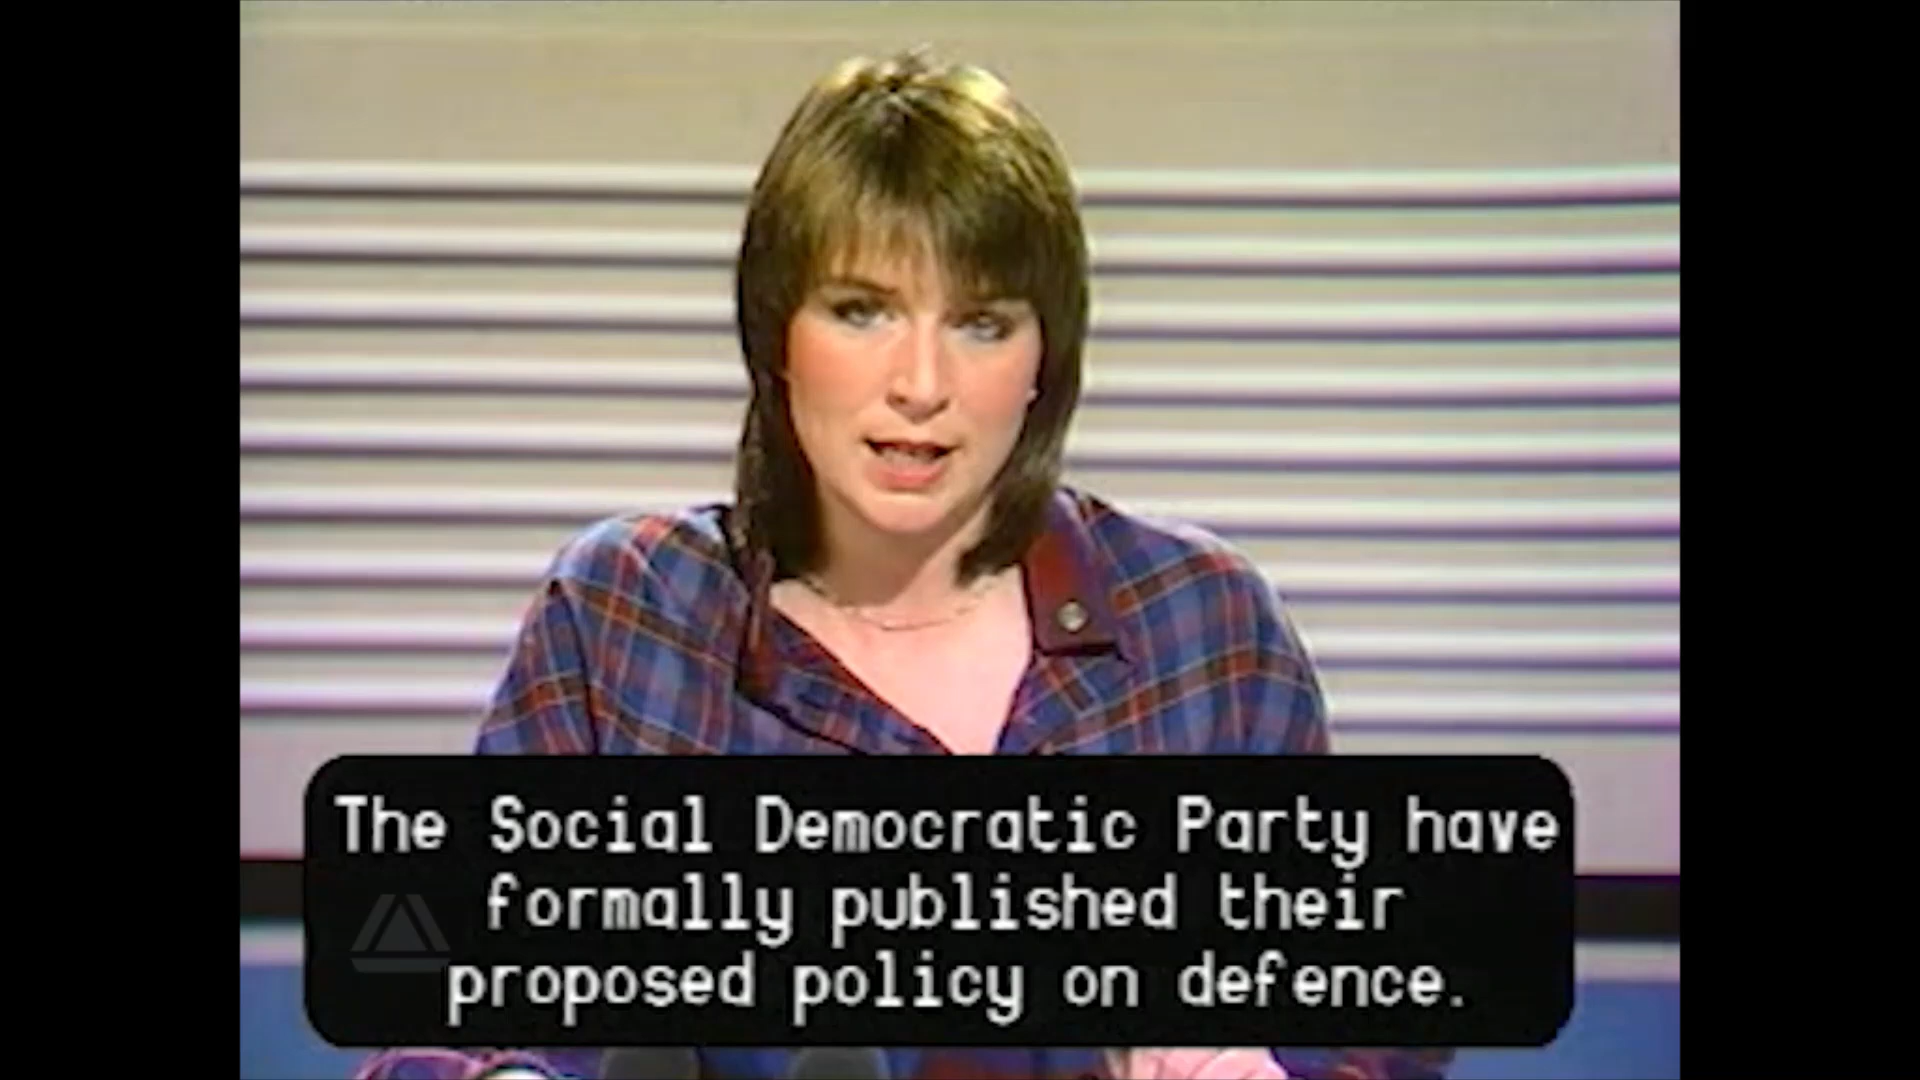 The Social Democratic Party have
formally published their
proposed policy on defence.